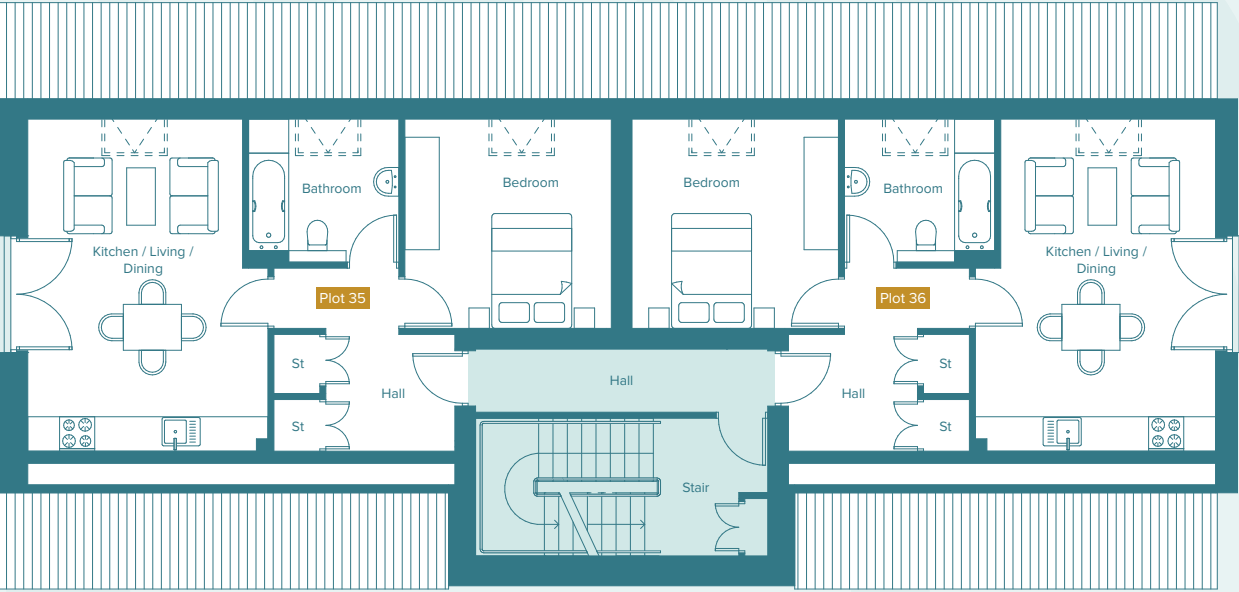 Bathroom
Bedroom
Bedroom
Bathroom
Kitchen / Living /
Dining
Kitchen / Living /
Dining
Plot 35
Plot 36
St
Hall
St
Hall
Hall
St
St
Stair